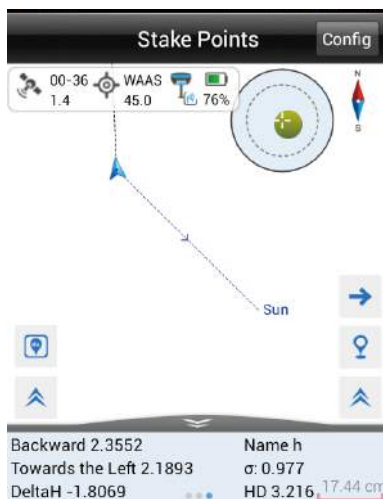 Stake Points
Config
00-36
1.4
WAAS
45.0
76%
N
S
Sun
Backward 2.3552
Name h
Towards the Left 2.1893
σ: 0.977
DeltaH -1.8069
HD 3.216
17.44 cm